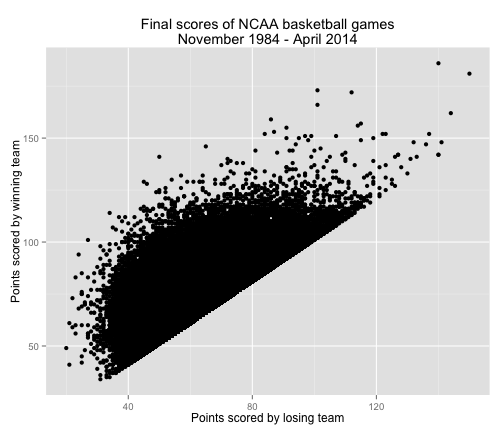 Final scores of NCAA basketball games
November 1984 - April 2014
Points scored by winning team
150
100
50
40
80
120
Points scored by losing team